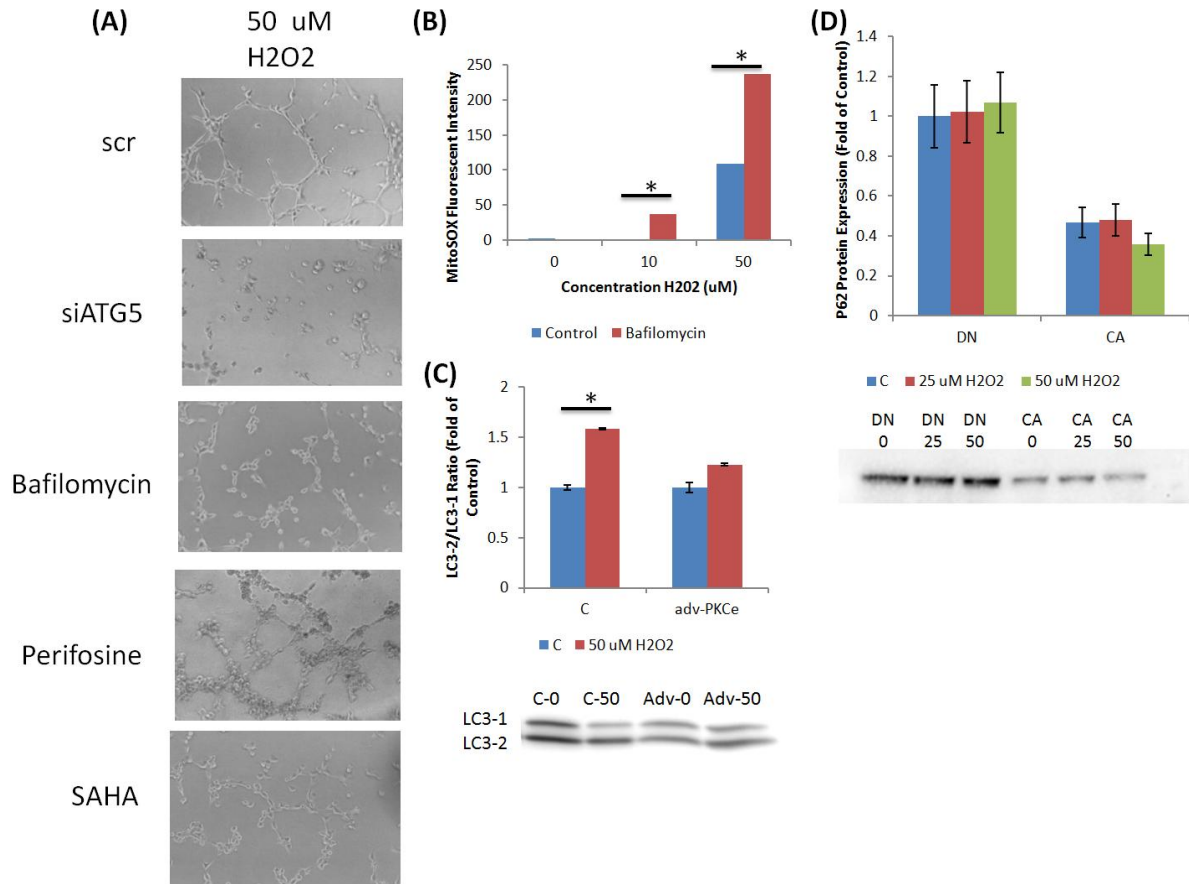 (A)
50 uM
H2O2
scr
siATG5
Bafilomycin
Perifosine
SAHA
(B)
MitoSOX Fluorescent Intensity
250
200
150
100
50
0
*
*
0 10 50
Concentration H202 (uM)
Control Bafilomycin
(C)
LC3-2/LC3-1 Ratio (Fold of
Control)
2
1.5
1
0.5
0
*
C adv-PKCe
C 50 uM H2O2
C-0 C-50 Adv-0 Adv-50
LC3-1
LC3-2
(D)
P62 Protein Expression (Fold of Control)
1.4
1.2
1
0.8
0.6
0.4
0.2
0
DN CA
C 25 uM H2O2 50 uM H2O2
DN DN DN CA CA CA
0 25 50 0 25 50